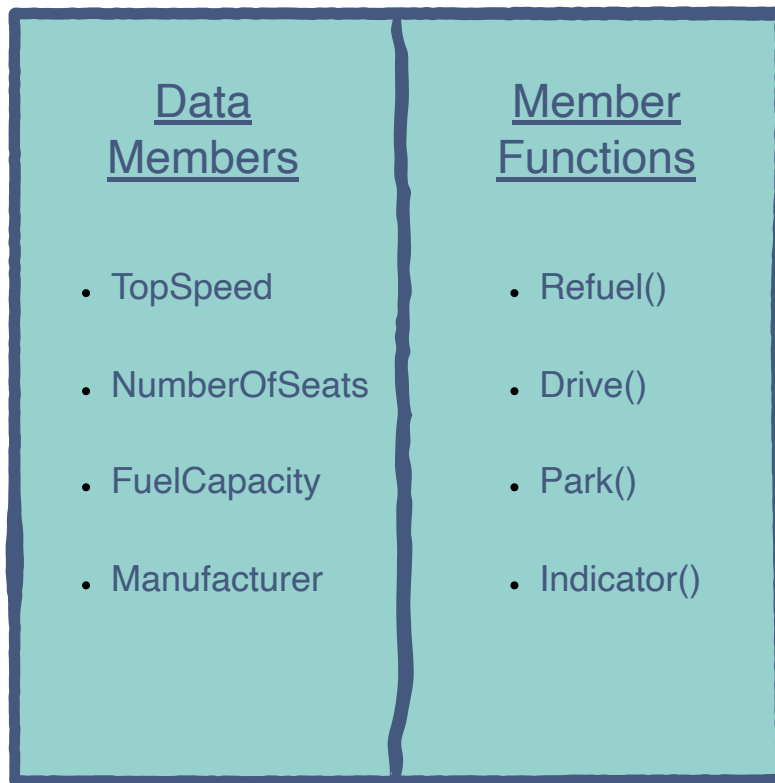 Data
Members
• TopSpeed
• NumberOfSeats
• FuelCapacity
• Manufacturer
Member
Functions
• Refuel()
• Drive()
• Park()
• Indicator()